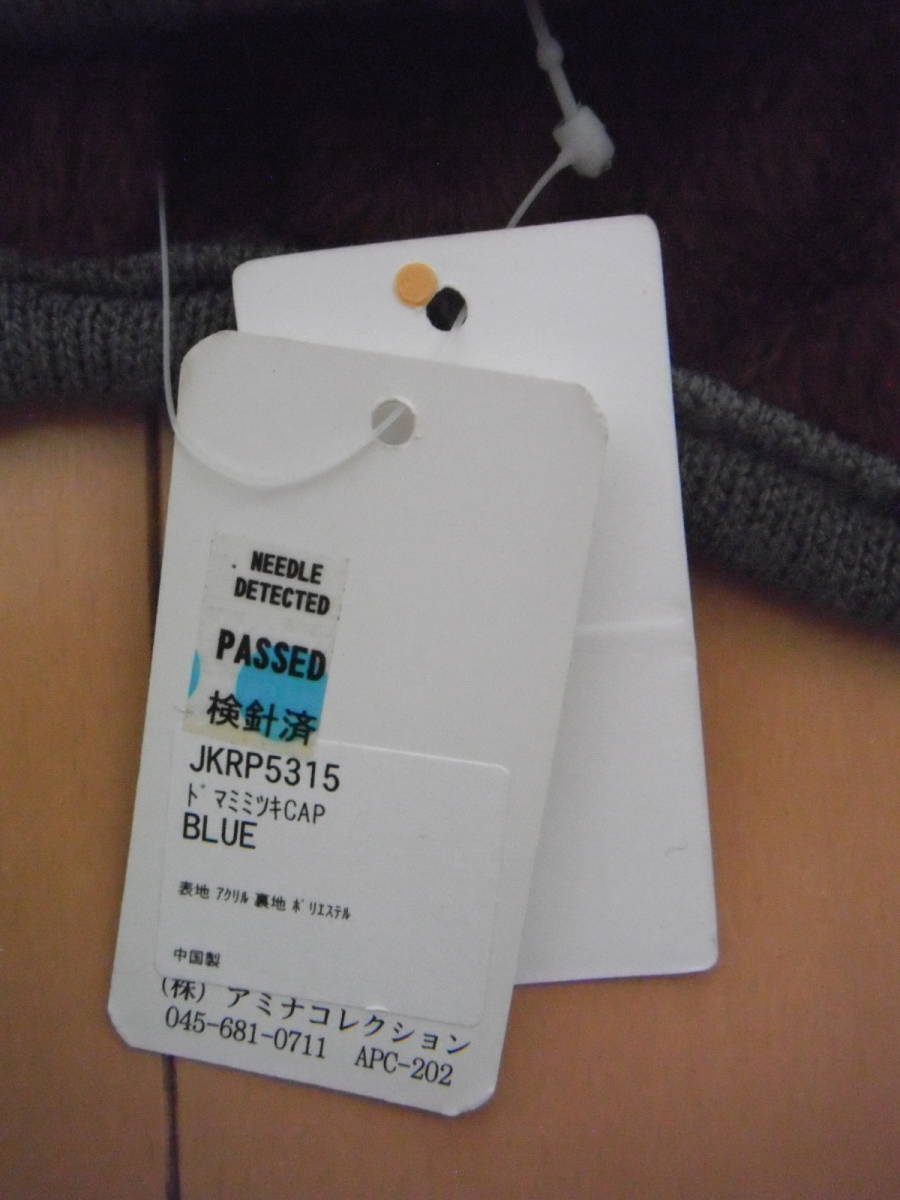 NEEDLE
DETECTED
PASSED
検針済
JKRP5315
ﾄﾞﾏﾐﾐﾂｷCAP
BLUE
表地 ｱｸﾘﾙ 裏地 ﾎﾟﾘｴｽﾃﾙ
中国製
(株) アミナコレクション
045-681-0711 APC-202